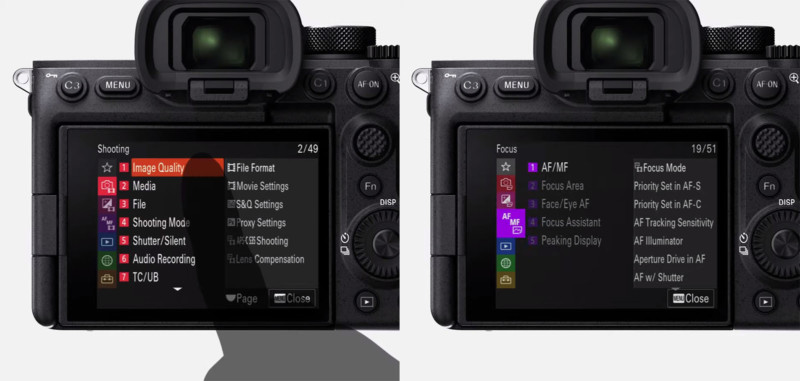 C3
MENU
C1
AF-ON
Shooting
2/49
1 Image Quality
File Format
2 Media
Movie Settings
3 File
S&Q Settings
4 Shooting Mode
Proxy Settings
5 Shutter/Silent
Shooting
6 Audio Recording
Lens Compensation
7 TC/UB
Page
MENU Close
Fn
DISP
C3
MENU
C1
AF-ON
Focus
19/51
1 AF/MF
Focus Mode
2 Focus Area
Priority Set in AF-S
3 Face/Eye AF
Priority Set in AF-C
AF
MF
4 Focus Assistant
AF Tracking Sensitivity
5 Peaking Display
AF Illuminator
Aperture Drive in AF
AF w/ Shutter
MENU Close
Fn
DISP